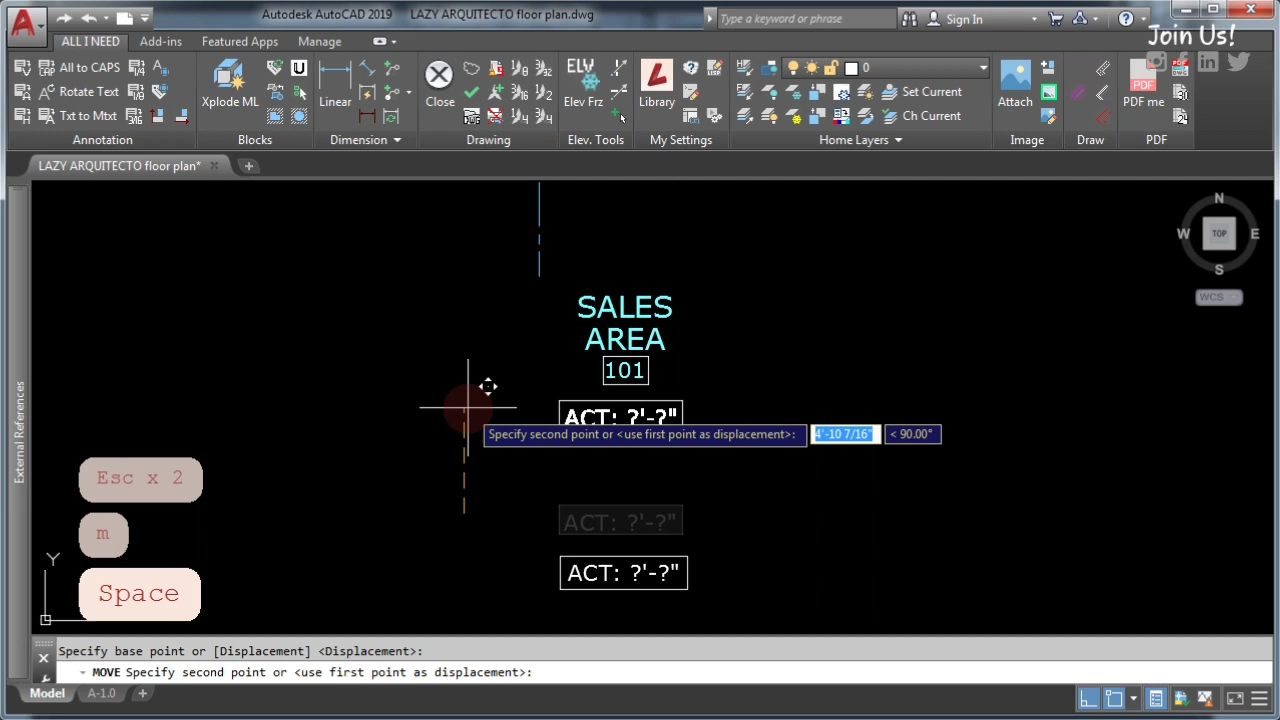 Autodesk AutoCAD 2019 LAZY ARQUITECTO floor plan.dwg
Type a keyword or phrase
Sign In
Join Us!
ALL I NEED
Add-ins
Featured Apps
Manage
All to CAPS
Rotate Text
Txt to Mtxt
Annotation
Xplode ML
Blocks
Linear
Dimension
Close
Drawing
ELV
Elev Frz
Elev. Tools
Library
My Settings
0
Set Current
Ch Current
Home Layers
Attach
Image
Draw
PDF
PDF me
PDF
LAZY ARQUITECTO floor plan*
External References
N
W
TOP
E
S
WCS
SALES
AREA
101
ACT: ?'-?"
Specify second point or <use first point as displacement>: 4'-10 7/16" < 90.00°
ACT: ?'-?"
ACT: ?'-?"
Esc x 2
m
Space
Y
Specify base point or [Displacement] <Displacement>:
MOVE Specify second point or <use first point as displacement>:
Model
A-1.0